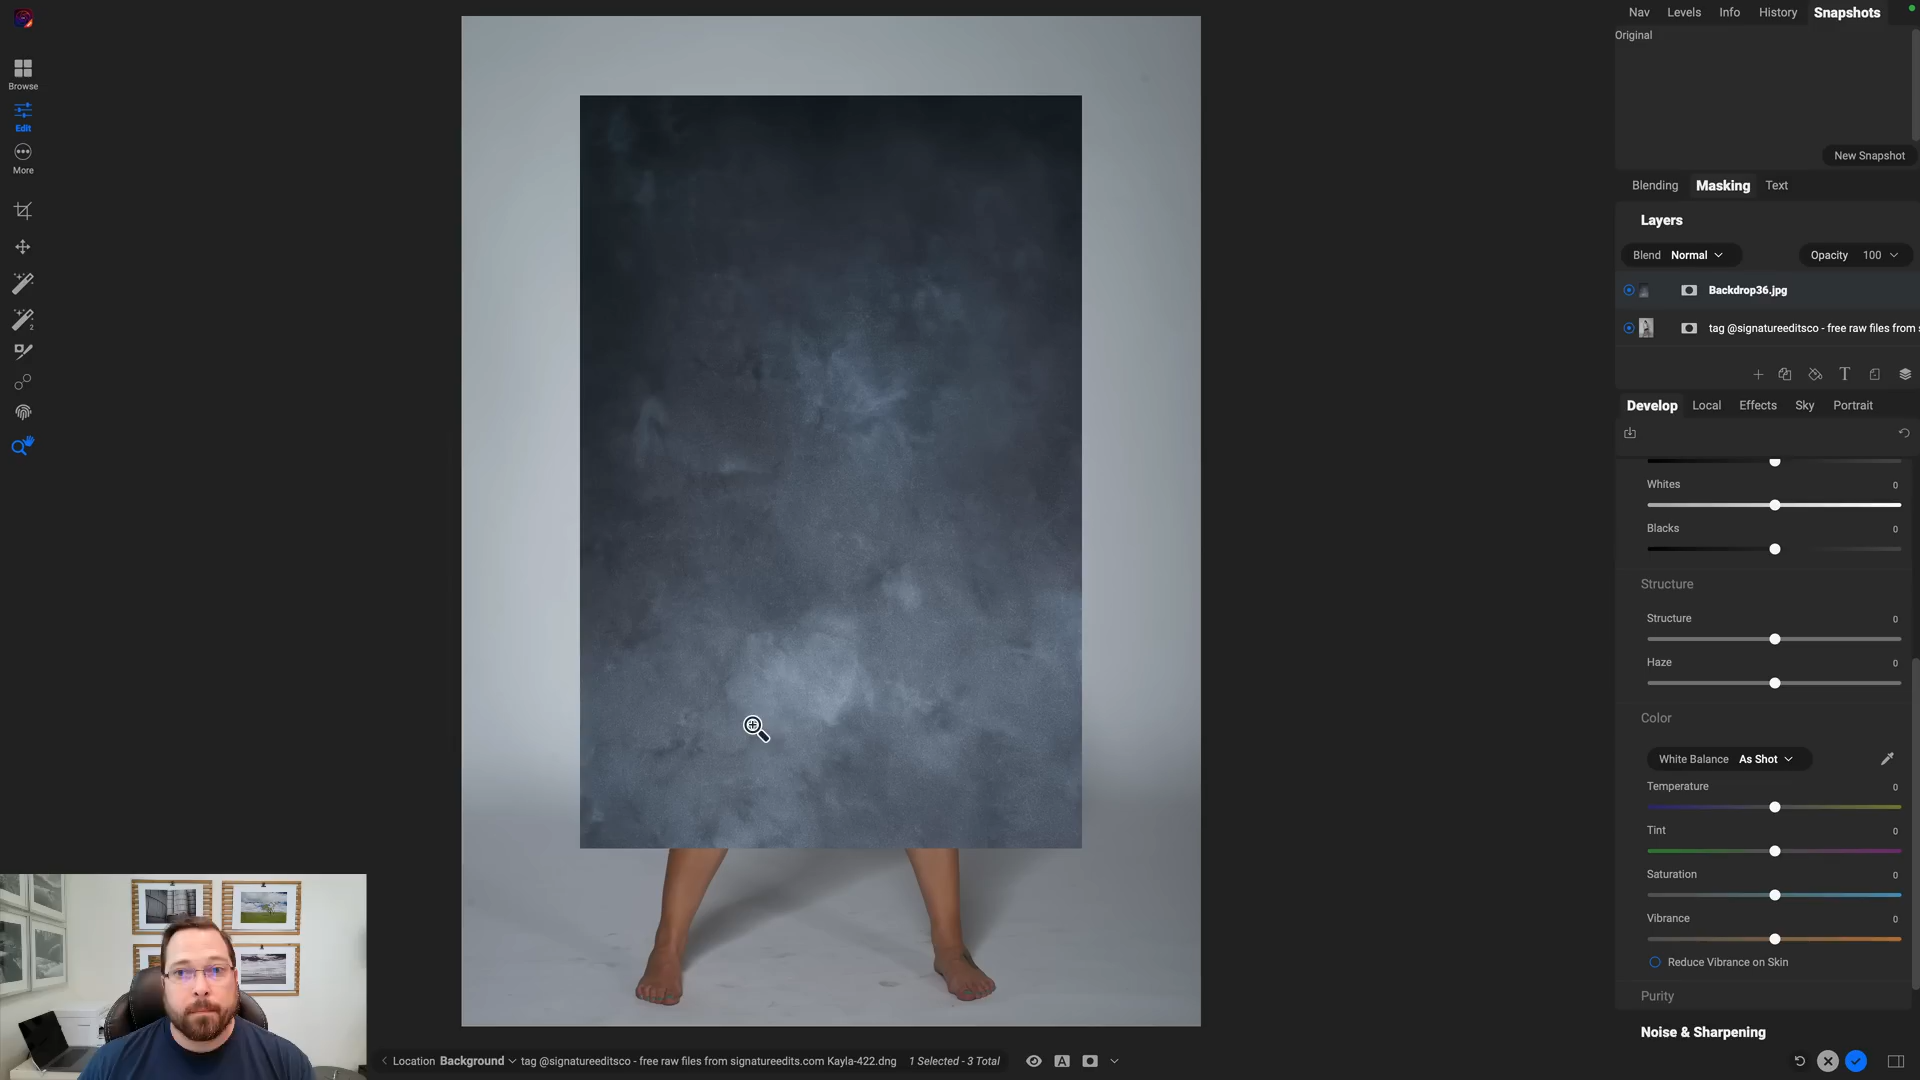 Nav Levels Info History Snapshots
Original
New Snapshot
Browse
Edit
More
2
Blending Masking Text
Layers
Blend Normal Opacity 100
Backdrop36.jpg
tag @signatureeditsco - free raw files from s
T
Develop Local Effects Sky Portrait
Whites 0
Blacks 0
Structure
Structure 0
Haze 0
Color
White Balance As Shot
Temperature 0
Tint 0
Saturation 0
Vibrance 0
Reduce Vibrance on Skin
Purity
Noise & Sharpening
Location Background tag @signatureeditsco - free raw files from signatureedits.com Kayla-422.dng 1 Selected - 3 Total A